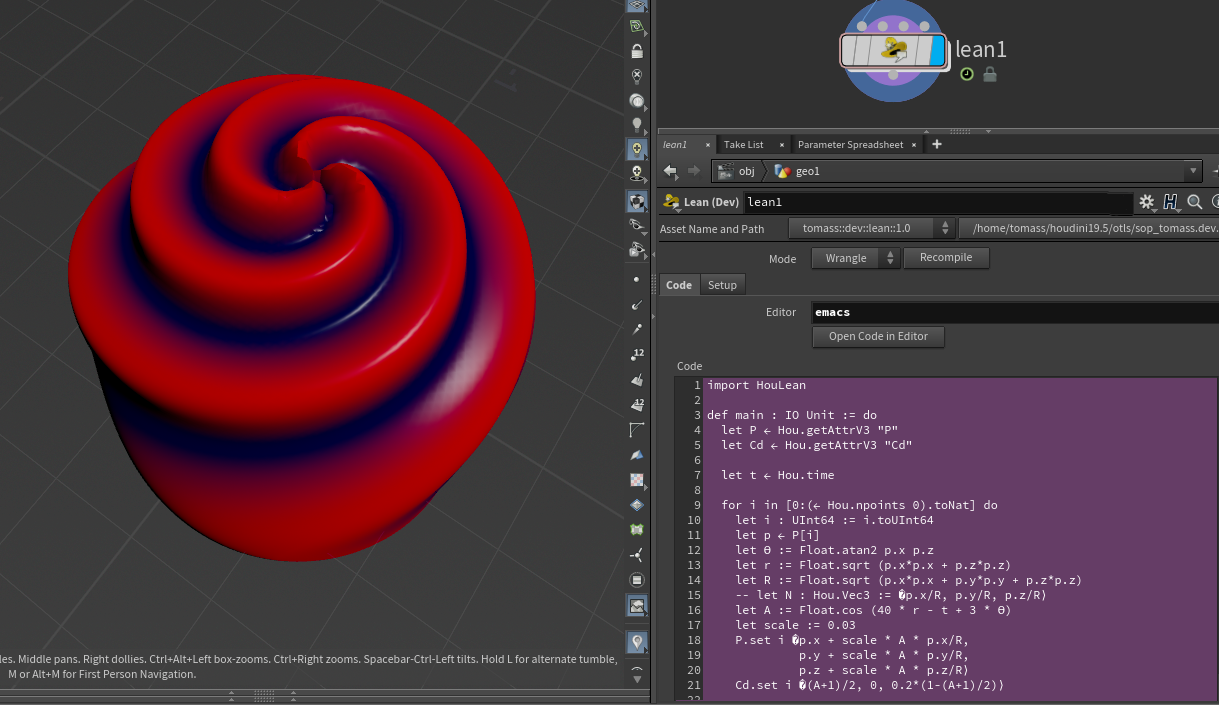 lean1
lean1 × Take List × Parameter Spreadsheet × +
obj geo1
Lean (Dev) lean1
Asset Name and Path tomass::dev::lean::1.0 /home/tomass/houdini19.5/otls/sop_tomass.dev.
Mode Wrangle Recompile
Code Setup
Editor emacs
Open Code in Editor
Code
1 import HouLean
2
3 def main : IO Unit := do
4 let P ← Hou.getAttrV3 "P"
5 let Cd ← Hou.getAttrV3 "Cd"
6
7 let t ← Hou.time
8
9 for i in [0:(← Hou.npoints 0).toNat] do
10 let i : UInt64 := i.toUInt64
11 let p ← P[i]
12 let θ := Float.atan2 p.x p.z
13 let r := Float.sqrt (p.x*p.x + p.z*p.z)
14 let R := Float.sqrt (p.x*p.x + p.y*p.y + p.z*p.z)
15 -- let N : Hou.Vec3 := �p.x/R, p.y/R, p.z/R⟩
16 let A := Float.cos (40 * r - t + 3 * θ)
17 let scale := 0.03
18 P.set i �p.x + scale * A * p.x/R,
19 p.y + scale * A * p.y/R,
20 p.z + scale * A * p.z/R⟩
21 Cd.set i �(A+1)/2, 0, 0.2*(1-(A+1)/2)⟩
22
12
12
les. Middle pans. Right dollies. Ctrl+Alt+Left box-zooms. Ctrl+Right zooms. Spacebar-Ctrl-Left tilts. Hold L for alternate tumble,
M or Alt+M for First Person Navigation.